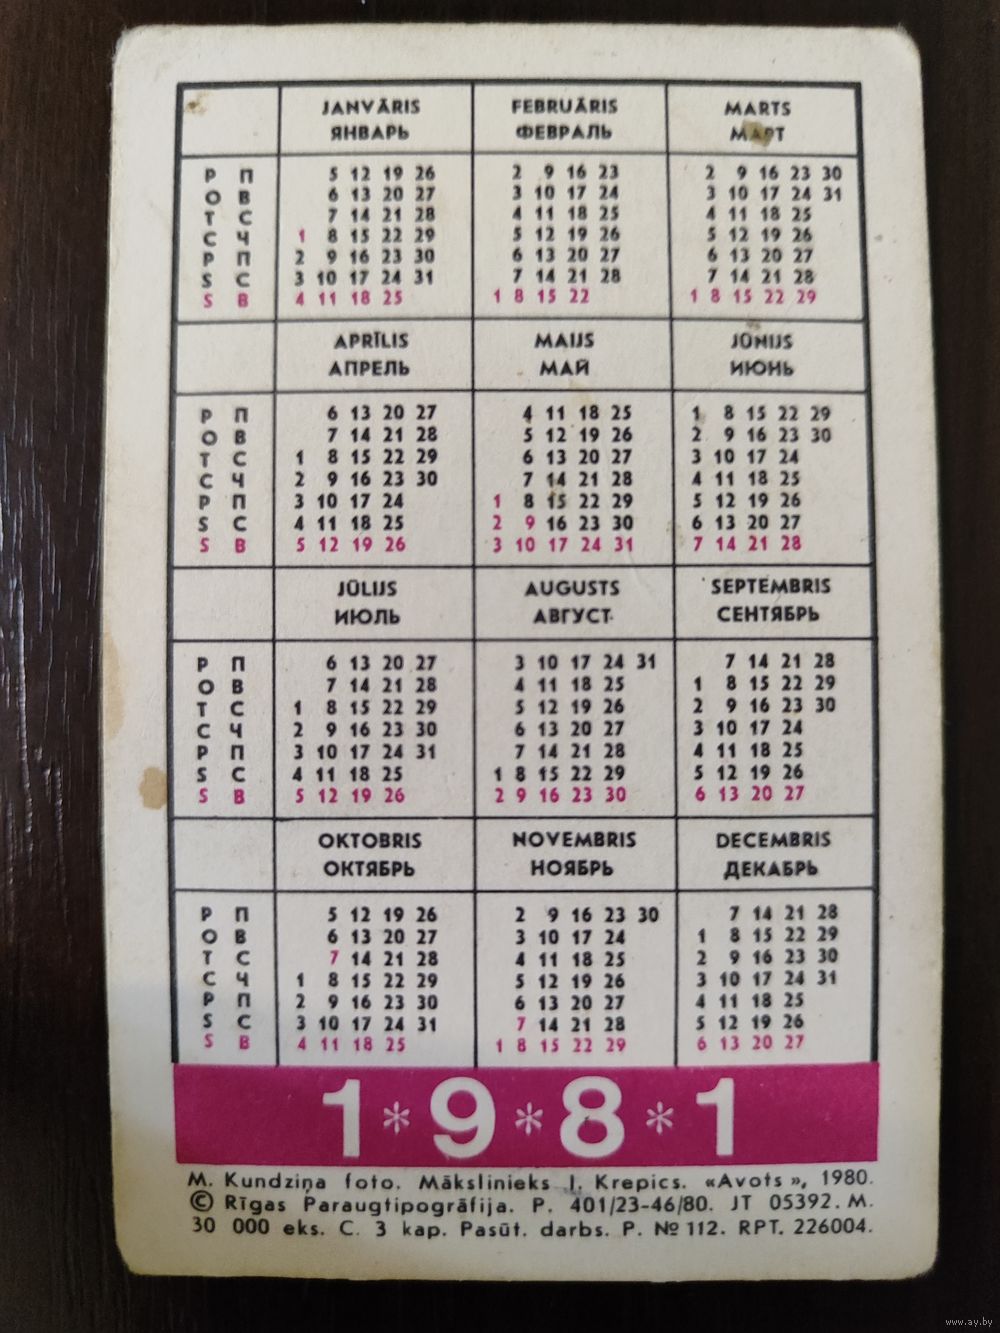 JANVĀRIS FEBRUĀRIS MARTS
ЯНВАРЬ ФЕВРАЛЬ МАРТ
P П 5 12 19 26 2 9 16 23 2 9 16 23 30
O В 6 13 20 27 3 10 17 24 3 10 17 24 31
T С 7 14 21 28 4 11 18 25 4 11 18 25
C Ч 1 8 15 22 29 5 12 19 26 5 12 19 26
P П 2 9 16 23 30 6 13 20 27 6 13 20 27
S С 3 10 17 24 31 7 14 21 28 7 14 21 28
S В 4 11 18 25 1 8 15 22 1 8 15 22 29
APRĪLIS MAIJS JŪNIJS
АПРЕЛЬ МАЙ ИЮНЬ
P П 6 13 20 27 4 11 18 25 1 8 15 22 29
O В 7 14 21 28 5 12 19 26 2 9 16 23 30
T С 1 8 15 22 29 6 13 20 27 3 10 17 24
C Ч 2 9 16 23 30 7 14 21 28 4 11 18 25
P П 3 10 17 24 1 8 15 22 29 5 12 19 26
S С 4 11 18 25 2 9 16 23 30 6 13 20 27
S В 5 12 19 26 3 10 17 24 31 7 14 21 28
JŪLIJS AUGUSTS SEPTEMBRIS
ИЮЛЬ АВГУСТ СЕНТЯБРЬ
P П 6 13 20 27 3 10 17 24 31 7 14 21 28
O В 7 14 21 28 4 11 18 25 1 8 15 22 29
T С 1 8 15 22 29 5 12 19 26 2 9 16 23 30
C Ч 2 9 16 23 30 6 13 20 27 3 10 17 24
P П 3 10 17 24 31 7 14 21 28 4 11 18 25
S С 4 11 18 25 1 8 15 22 29 5 12 19 26
S В 5 12 19 26 2 9 16 23 30 6 13 20 27
OKTOBRIS NOVEMBRIS DECEMBRIS
ОКТЯБРЬ НОЯБРЬ ДЕКАБРЬ
P П 5 12 19 26 2 9 16 23 30 7 14 21 28
O В 6 13 20 27 3 10 17 24 1 8 15 22 29
T С 7 14 21 28 4 11 18 25 2 9 16 23 30
C Ч 1 8 15 22 29 5 12 19 26 3 10 17 24 31
P П 2 9 16 23 30 6 13 20 27 4 11 18 25
S С 3 10 17 24 31 7 14 21 28 5 12 19 26
S В 4 11 18 25 1 8 15 22 29 6 13 20 27
1*9*8*1
M. Kundziņa foto. Mākslinieks J. Krepics. «Avots», 1980.
© Rīgas Paraugtipogrāfija. P. 401/23-46/80. JT 05392. M.
30 000 eks. C. 3 kap. Pasūt. darbs. P. № 112. RPT. 226004.
www.ay.by